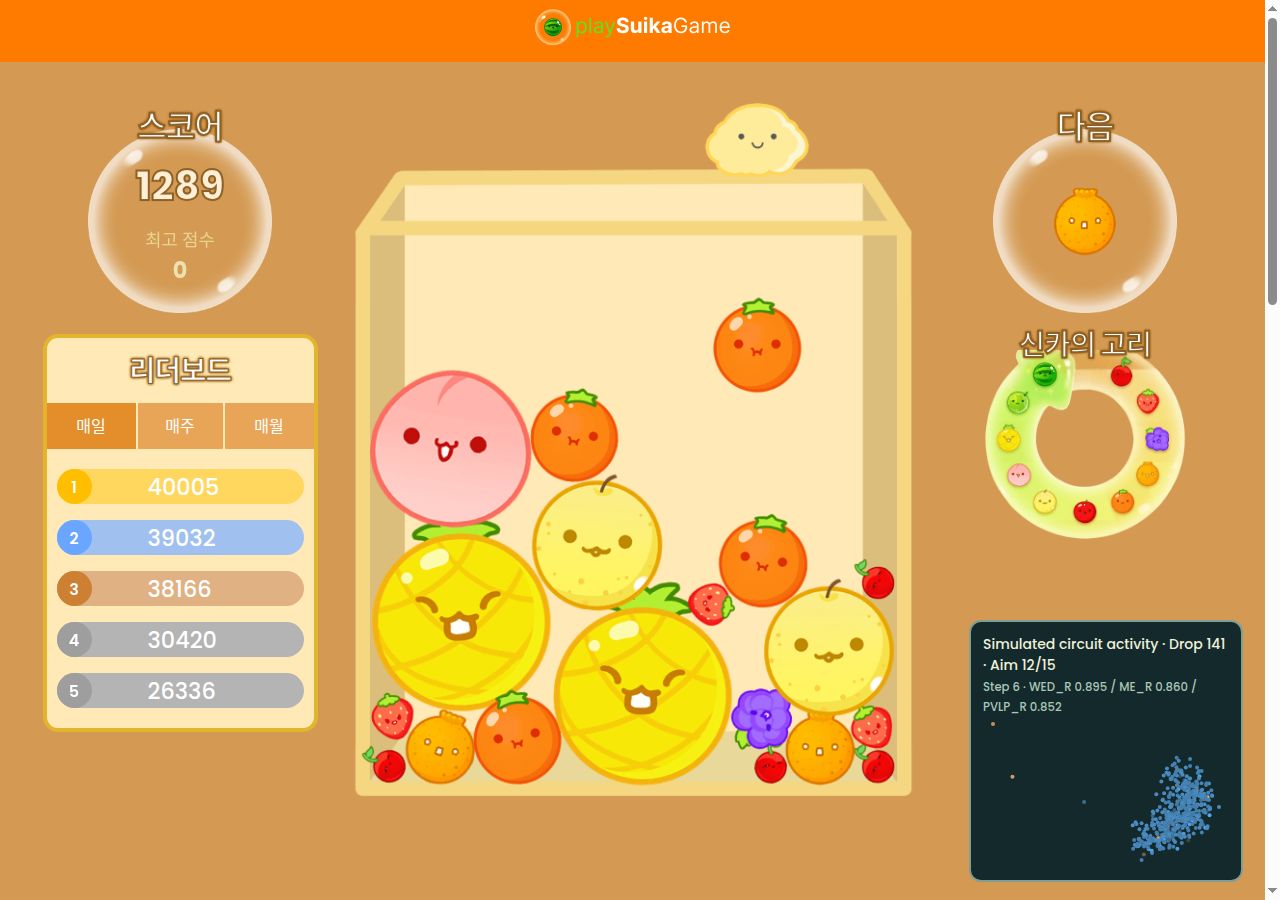 playSuikaGame
스코어
1289
최고 점수
0
리더보드
매일 매주 매월
1 40005
2 39032
3 38166
4 30420
5 26336
다음
신카의 고리
Simulated circuit activity · Drop 141
· Aim 12/15
Step 6 · WED_R 0.895 / ME_R 0.860 /
PVLP_R 0.852